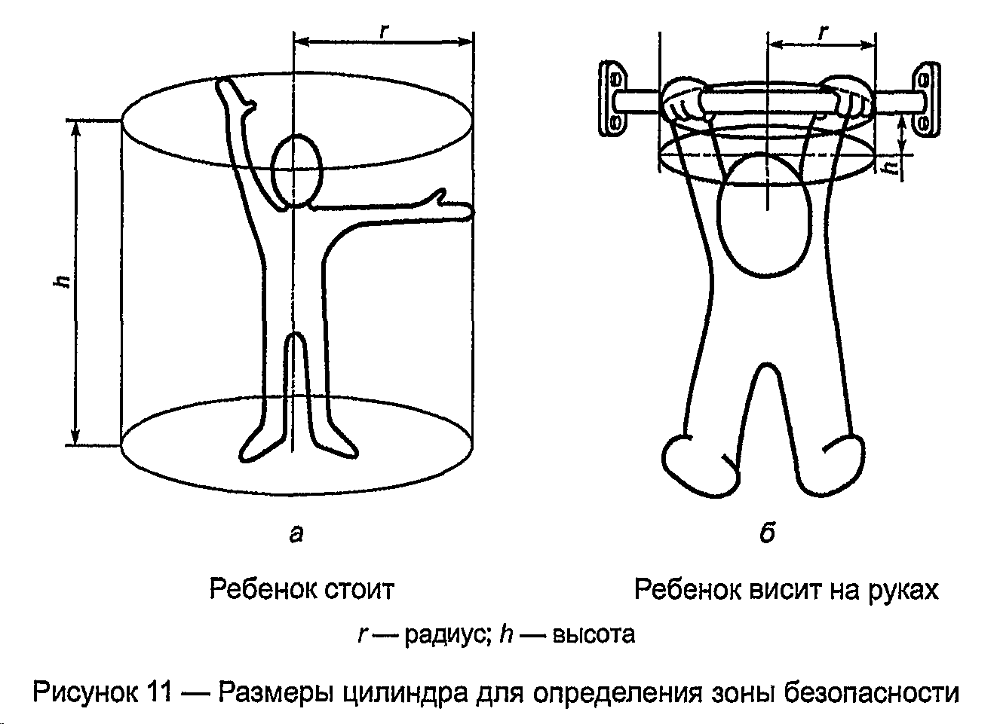 r
r
h
h
а
б
Ребенок стоит
Ребенок висит на руках
r — радиус; h — высота
Рисунок 11 — Размеры цилиндра для определения зоны безопасности